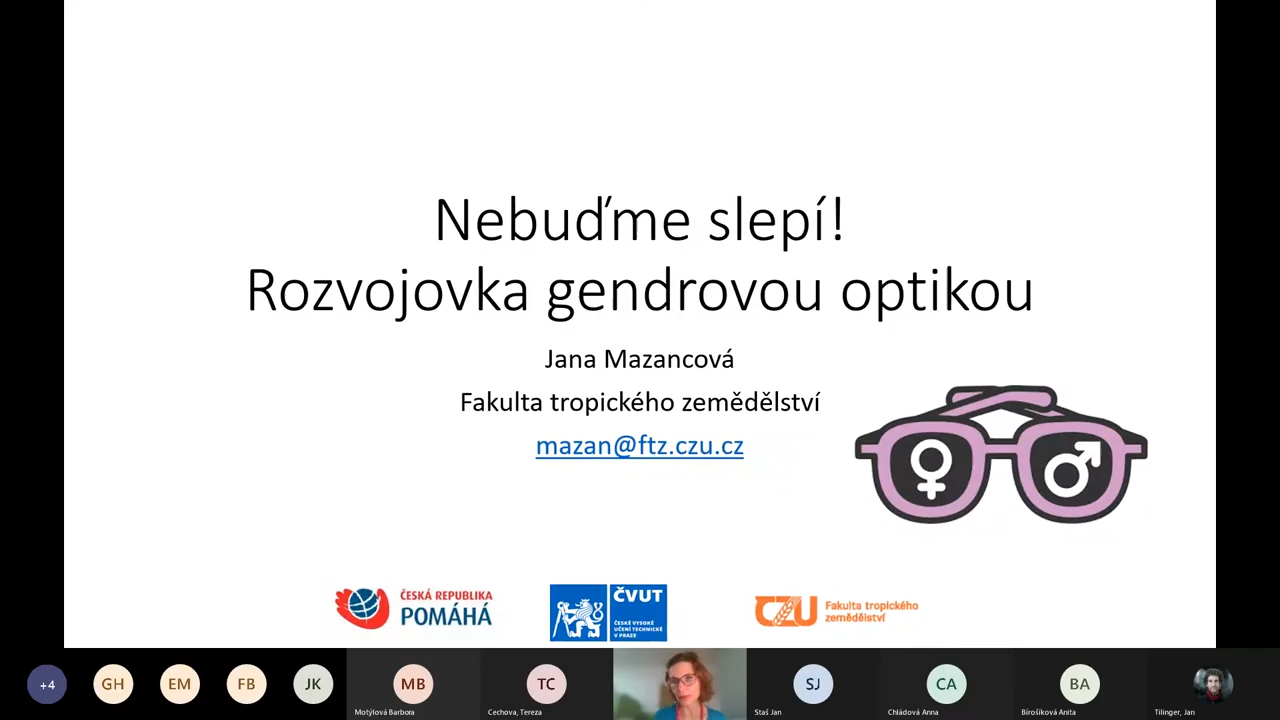 Nebuďme slepí!
Rozvojovka gendrovou optikou
Jana Mazancová
Fakulta tropického zemědělství
mazan@ftz.czu.cz
ČESKÁ REPUBLIKA
POMÁHÁ
ČVUT
ČESKÉ VYSOKÉ
UČENÍ TECHNICKÉ
V PRAZE
CZU
Fakulta tropického
zemědělství
+4
GH
EM
FB
JK
MB
Motýlová Barbora
TC
Cechova, Tereza
SJ
Staš Jan
CA
Chládová Anna
BA
Bírošíková Anita
Tilinger, Jan